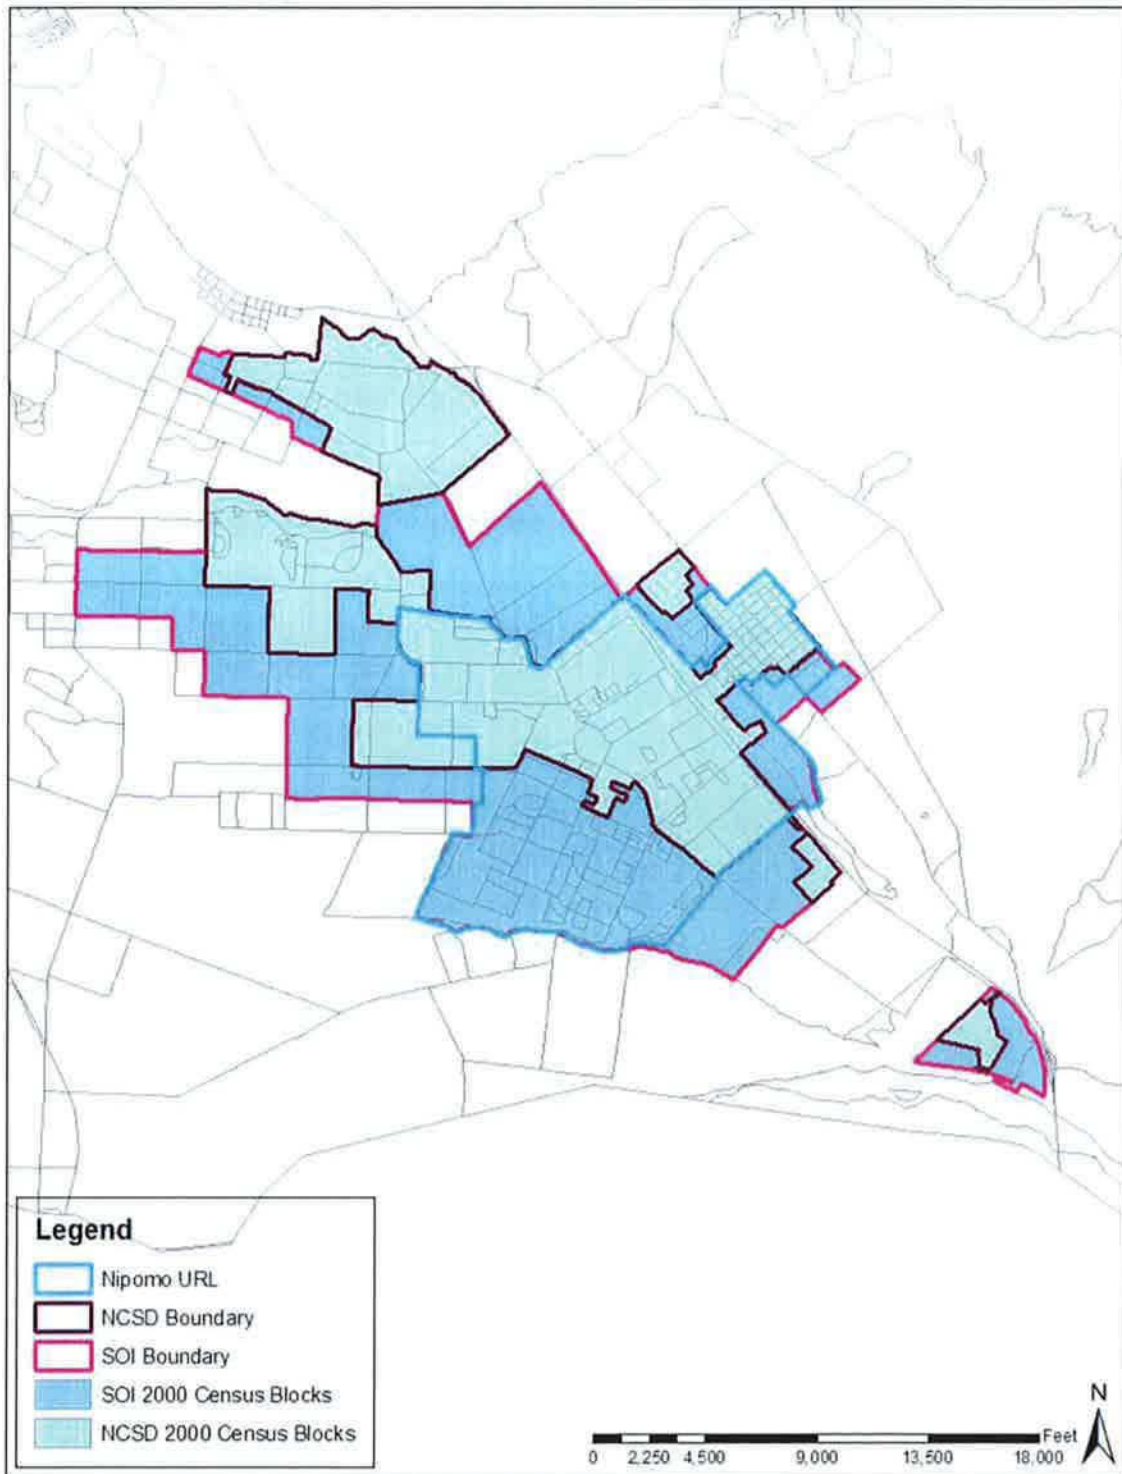 Legend
Nipomo URL
NCSD Boundary
SOI Boundary
SOI 2000 Census Blocks
NCSD 2000 Census Blocks
N
Feet
0 2,250 4,500 9,000 13,500 18,000